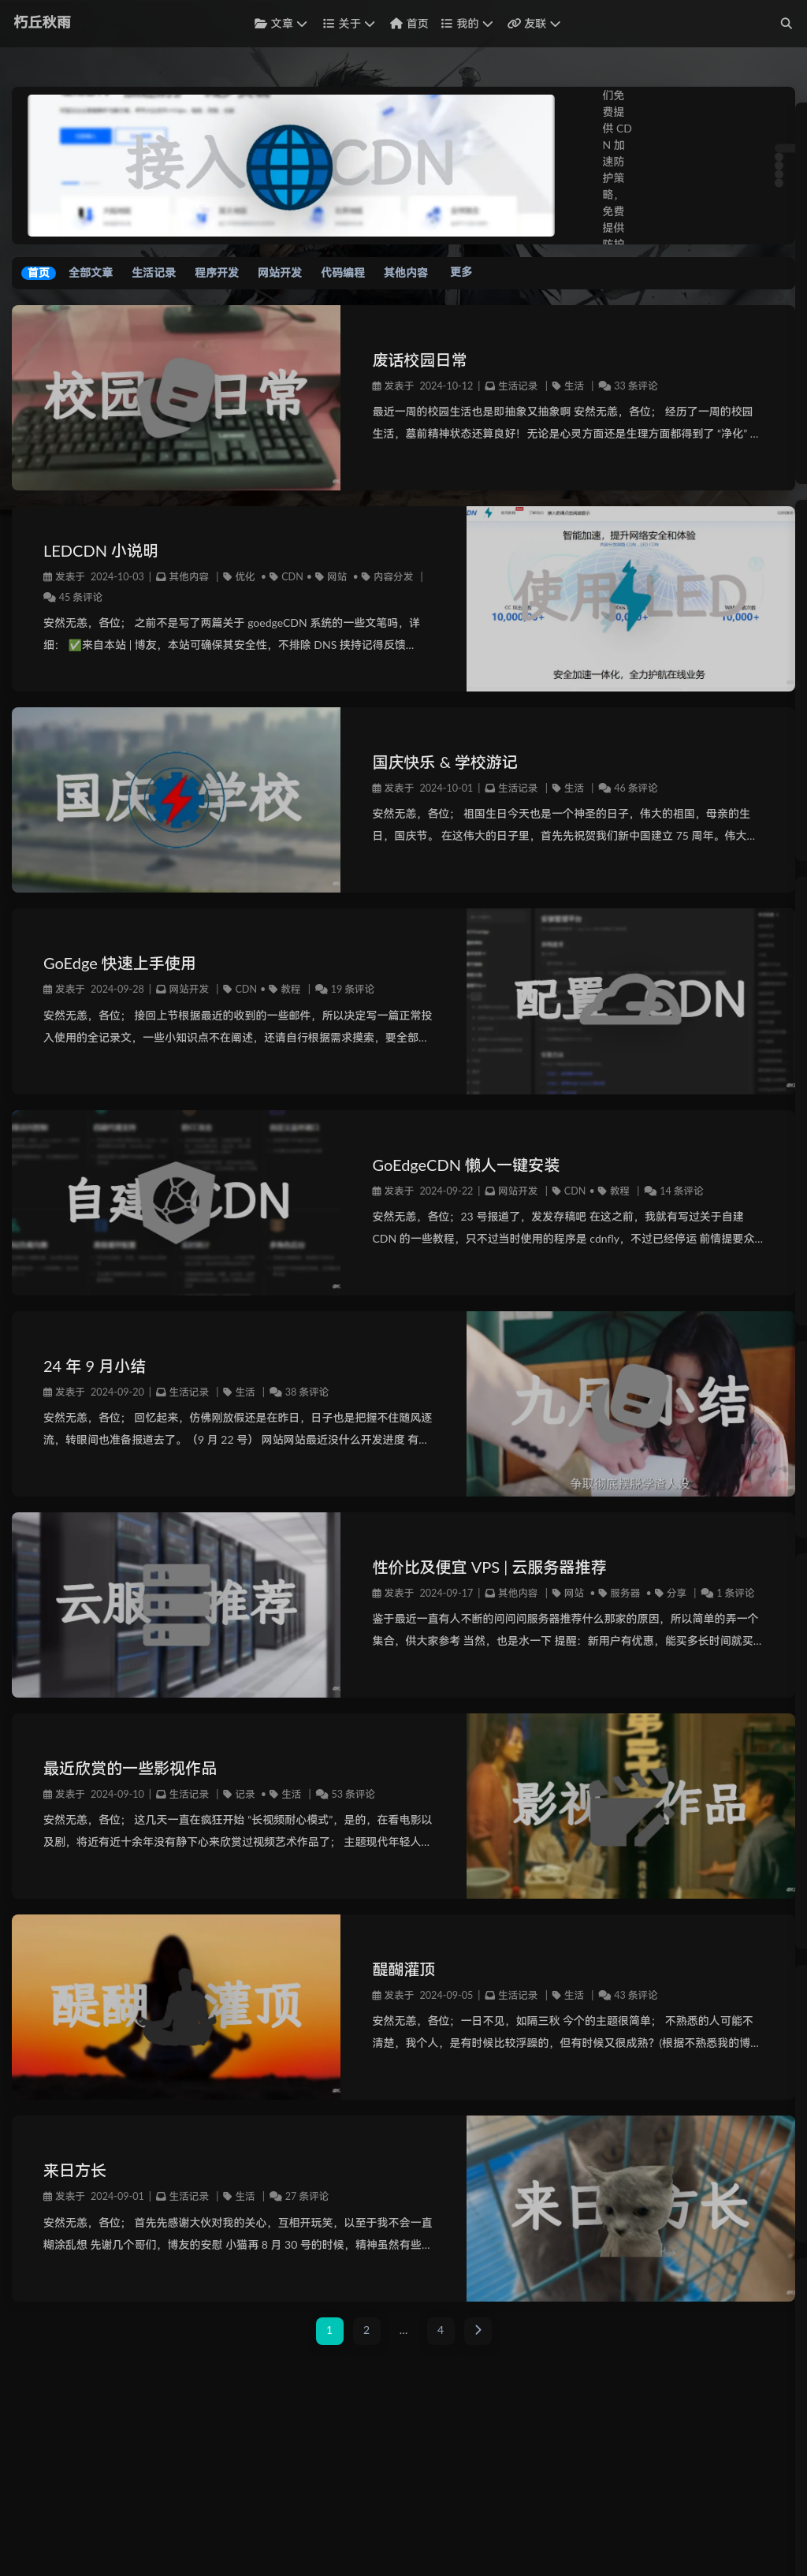 朽丘秋雨
文章 关于 首页 我的 友联
接入 CDN
们免
费提
供 CD
N 加
速防
护策
略，
免费
提供
防护
首页 全部文章 生活记录 程序开发 网站开发 代码编程 其他内容 更多
校园 日常
废话校园日常
发表于 2024-10-12 | 生活记录 | 生活 | 33 条评论
最近一周的校园生活也是即抽象又抽象啊 安然无恙，各位； 经历了一周的校园
生活，墓前精神状态还算良好！无论是心灵方面还是生理方面都得到了 “净化” ...
LEDCDN 小说明
发表于 2024-10-03 | 其他内容 | 优化 • CDN • 网站 • 内容分发 |
45 条评论
安然无恙，各位； 之前不是写了两篇关于 goedgeCDN 系统的一些文笔吗，详
细： ✅来自本站 | 博友，本站可确保其安全性，不排除 DNS 挟持记得反馈...
智能加速，提升网络安全和体验
使用 LED
10,000,00+
10,000+
安全加速一体化，全力护航在线业务
国庆 学校
国庆快乐 & 学校游记
发表于 2024-10-01 | 生活记录 | 生活 | 46 条评论
安然无恙，各位； 祖国生日今天也是一个神圣的日子，伟大的祖国，母亲的生
日，国庆节。 在这伟大的日子里，首先先祝贺我们新中国建立 75 周年。伟大...
GoEdge 快速上手使用
发表于 2024-09-28 | 网站开发 | CDN • 教程 | 19 条评论
安然无恙，各位； 接回上节根据最近的收到的一些邮件，所以决定写一篇正常投
入使用的全记录文，一些小知识点不在阐述，还请自行根据需求摸索，要全部...
配置 CDN
自建 CDN
GoEdgeCDN 懒人一键安装
发表于 2024-09-22 | 网站开发 | CDN • 教程 | 14 条评论
安然无恙，各位；23 号报道了，发发存稿吧 在这之前，我就有写过关于自建
CDN 的一些教程，只不过当时使用的程序是 cdnfly，不过已经停运 前情提要众...
24 年 9 月小结
发表于 2024-09-20 | 生活记录 | 生活 | 38 条评论
安然无恙，各位； 回忆起来，仿佛刚放假还是在昨日，日子也是把握不住随风逐
流，转眼间也准备报道去了。（9 月 22 号） 网站网站最近没什么开发进度 有...
九月 小结
争取彻底摆脱学渣人设
云服 推荐
性价比及便宜 VPS | 云服务器推荐
发表于 2024-09-17 | 其他内容 | 网站 • 服务器 • 分享 | 1 条评论
鉴于最近一直有人不断的问问问服务器推荐什么那家的原因，所以简单的弄一个
集合，供大家参考 当然，也是水一下 提醒：新用户有优惠，能买多长时间就买...
最近欣赏的一些影视作品
发表于 2024-09-10 | 生活记录 | 记录 • 生活 | 53 条评论
安然无恙，各位； 这几天一直在疯狂开始 “长视频耐心模式”，是的，在看电影以
及剧，将近有近十余年没有静下心来欣赏过视频艺术作品了； 主题现代年轻人...
影视 作品
醍醐 灌顶
醍醐灌顶
发表于 2024-09-05 | 生活记录 | 生活 | 43 条评论
安然无恙，各位；一日不见，如隔三秋 今个的主题很简单； 不熟悉的人可能不
清楚，我个人，是有时候比较浮躁的，但有时候又很成熟？(根据不熟悉我的博...
来日方长
发表于 2024-09-01 | 生活记录 | 生活 | 27 条评论
安然无恙，各位； 首先先感谢大伙对我的关心，互相开玩笑，以至于我不会一直
糊涂乱想 先谢几个哥们，博友的安慰 小猫再 8 月 30 号的时候，精神虽然有些...
来日 方长
1 2 ... 4